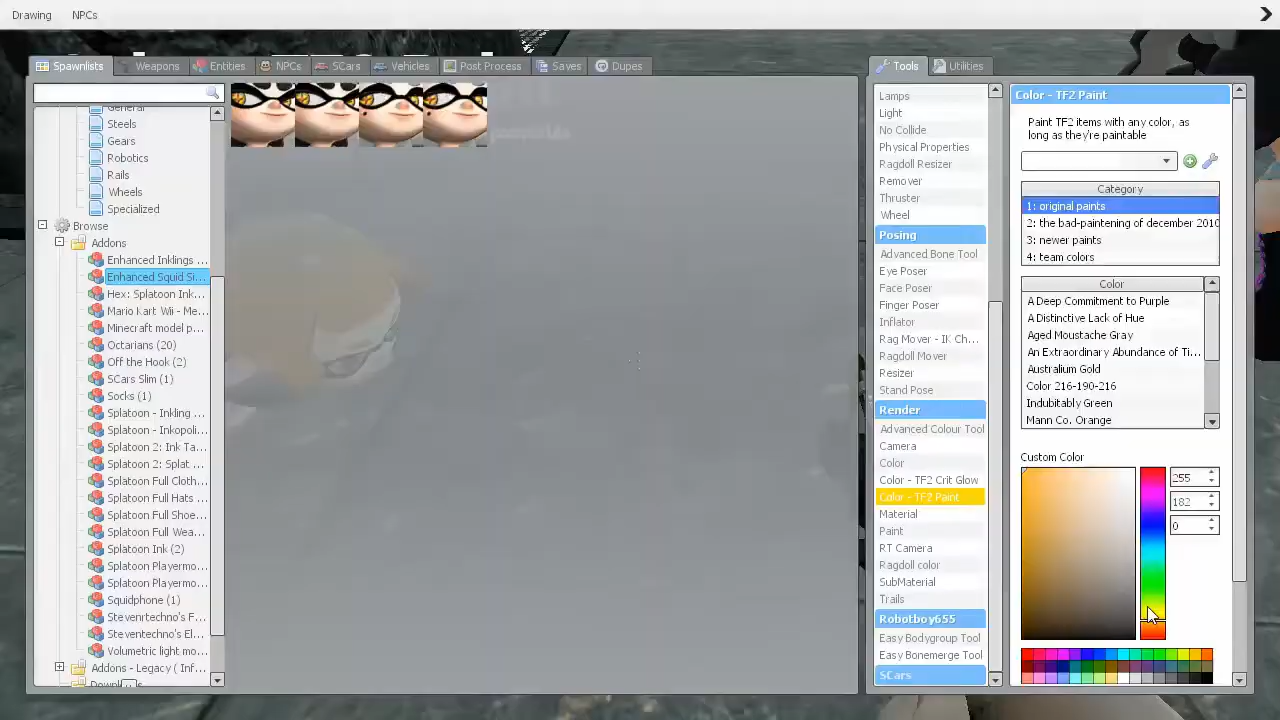 Drawing NPCs
Spawnlists Weapons Entities NPCs SCars Vehicles Post Process Saves Dupes
General
Steels
Gears
Robotics
Rails
Wheels
Specialized
Browse
Addons
Enhanced Inklings ...
Enhanced Squid Si...
Hex: Splatoon Ink...
Mario Kart Wii - Me...
Minecraft model p...
Octarians (20)
Off the Hook (2)
SCars Slim (1)
Socks (1)
Splatoon - Inkling ...
Splatoon - Inkopoli...
Splatoon 2: Ink Ta...
Splatoon 2: Splat ...
Splatoon Full Cloth...
Splatoon Full Hats ...
Splatoon Full Shoe...
Splatoon Full Wea...
Splatoon Ink (2)
Splatoon Playermo...
Splatoon Playermo...
Squidphone (1)
Stevenrtechno's F...
Steventechno's El...
Volumetric light mo...
Addons - Legacy ( Inf...
Tools Utilities
Lamps
Light
No Collide
Physical Properties
Ragdoll Resizer
Remover
Thruster
Wheel
Posing
Advanced Bone Tool
Eye Poser
Face Poser
Finger Poser
Inflator
Rag Mover - IK Ch...
Ragdoll Mover
Resizer
Stand Pose
Render
Advanced Colour Tool
Camera
Color
Color - TF2 Crit Glow
Color - TF2 Paint
Material
Paint
RT Camera
Ragdoll color
SubMaterial
Trails
Robotboy655
Easy Bodygroup Tool
Easy Bonemerge Tool
SCars
Color - TF2 Paint
Paint TF2 items with any color, as
long as they're paintable
Category
1: original paints
2: the bad-paintening of december 2010
3: newer paints
4: team colors
Color
A Deep Commitment to Purple
A Distinctive Lack of Hue
Aged Moustache Gray
An Extraordinary Abundance of Ti...
Australium Gold
Color 216-190-216
Indubitably Green
Mann Co. Orange
Custom Color
255
182
0